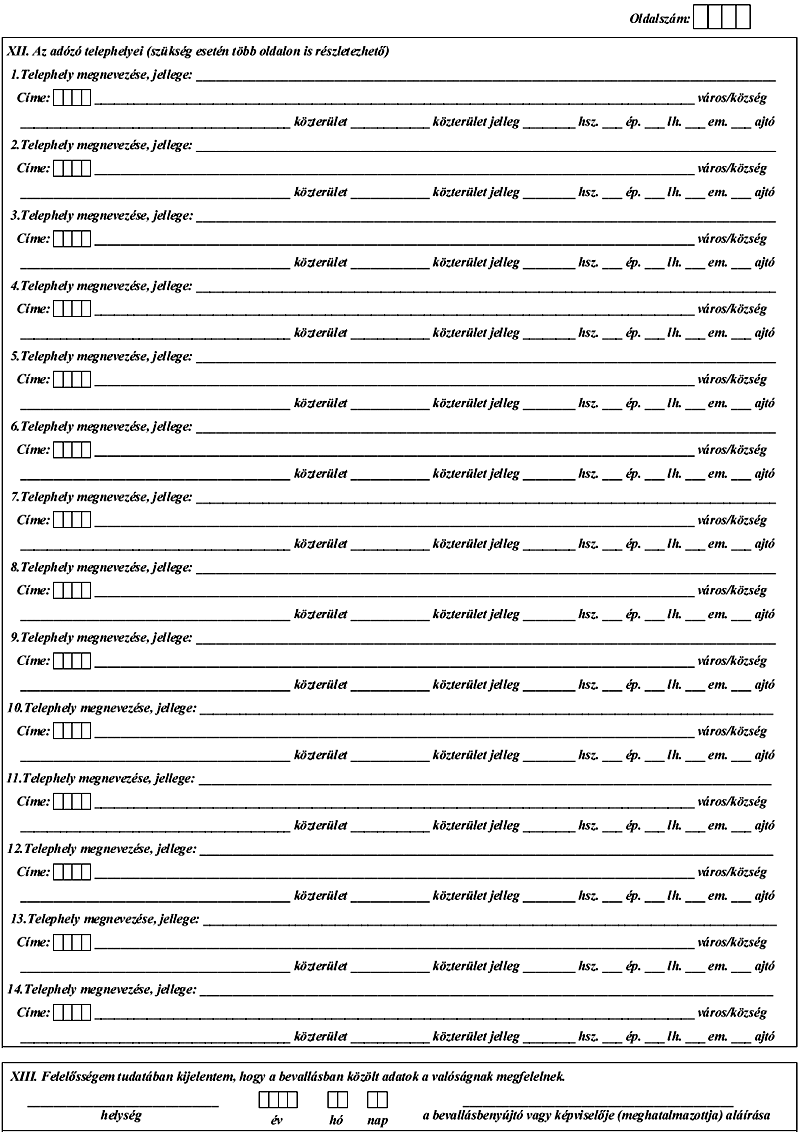 Oldalszám:
XII. Az adózó telephelyei (szükség esetén több oldalon is részletezhető)
1.Telephely megnevezése, jellege:
Címe: város/község
közterület közterület jelleg hsz. ép. lh. em. ajtó
2.Telephely megnevezése, jellege:
Címe: város/község
közterület közterület jelleg hsz. ép. lh. em. ajtó
3.Telephely megnevezése, jellege:
Címe: város/község
közterület közterület jelleg hsz. ép. lh. em. ajtó
4.Telephely megnevezése, jellege:
Címe: város/község
közterület közterület jelleg hsz. ép. lh. em. ajtó
5.Telephely megnevezése, jellege:
Címe: város/község
közterület közterület jelleg hsz. ép. lh. em. ajtó
6.Telephely megnevezése, jellege:
Címe: város/község
közterület közterület jelleg hsz. ép. lh. em. ajtó
7.Telephely megnevezése, jellege:
Címe: város/község
közterület közterület jelleg hsz. ép. lh. em. ajtó
8.Telephely megnevezése, jellege:
Címe: város/község
közterület közterület jelleg hsz. ép. lh. em. ajtó
9.Telephely megnevezése, jellege:
Címe: város/község
közterület közterület jelleg hsz. ép. lh. em. ajtó
10.Telephely megnevezése, jellege:
Címe: város/község
közterület közterület jelleg hsz. ép. lh. em. ajtó
11.Telephely megnevezése, jellege:
Címe: város/község
közterület közterület jelleg hsz. ép. lh. em. ajtó
12.Telephely megnevezése, jellege:
Címe: város/község
közterület közterület jelleg hsz. ép. lh. em. ajtó
13.Telephely megnevezése, jellege:
Címe: város/község
közterület közterület jelleg hsz. ép. lh. em. ajtó
14.Telephely megnevezése, jellege:
Címe: város/község
közterület közterület jelleg hsz. ép. lh. em. ajtó
XIII. Felelősségem tudatában kijelentem, hogy a bevallásban közölt adatok a valóságnak megfelelnek.
helység év hó nap a bevallásbenyújtó vagy képviselője (meghatalmazottja) aláírása